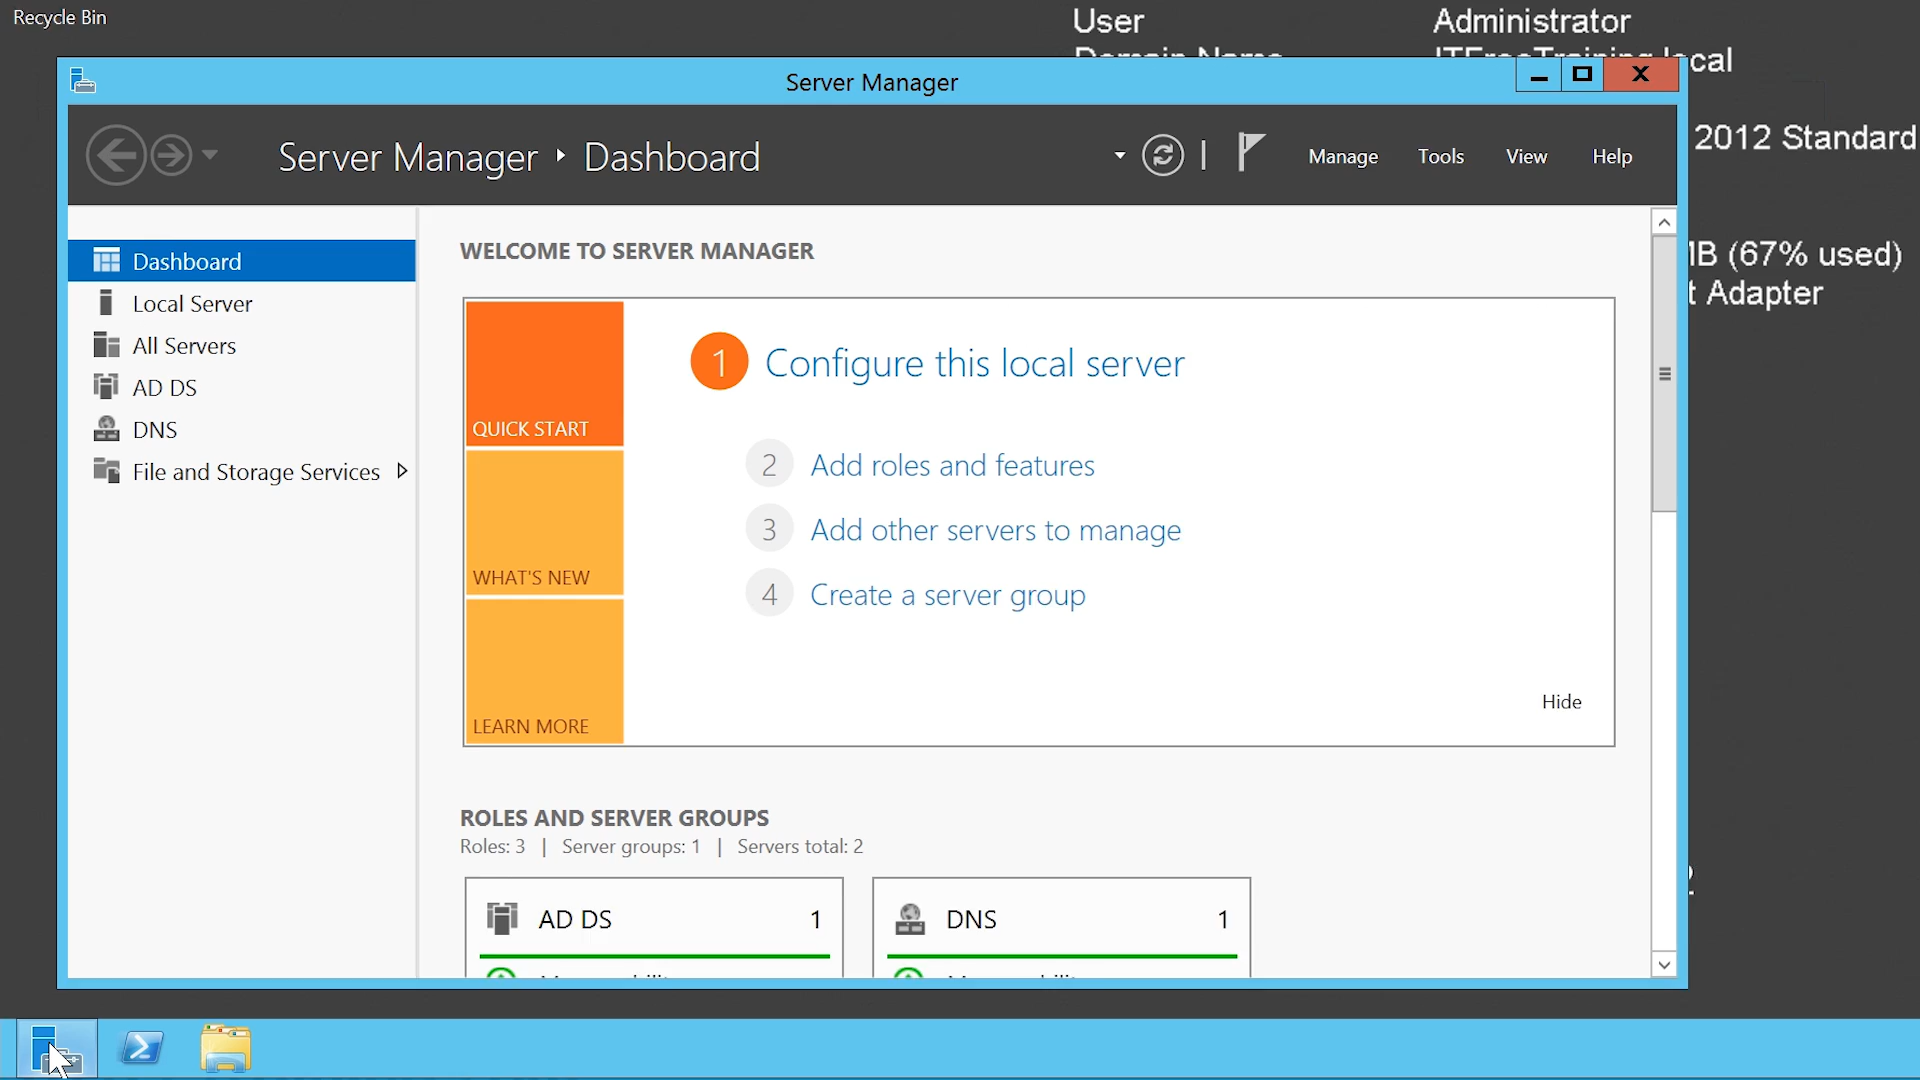 Recycle Bin
User Administrator
Domain Name ITFreeTraining.local
Server Manager
Server Manager Dashboard
Manage Tools View Help
2012 Standard
Dashboard
Local Server
All Servers
AD DS
DNS
File and Storage Services
WELCOME TO SERVER MANAGER
(67% used)
Adapter
QUICK START
WHAT'S NEW
LEARN MORE
1 Configure this local server
2 Add roles and features
3 Add other servers to manage
4 Create a server group
Hide
ROLES AND SERVER GROUPS
Roles: 3 | Server groups: 1 | Servers total: 2
AD DS 1
DNS 1